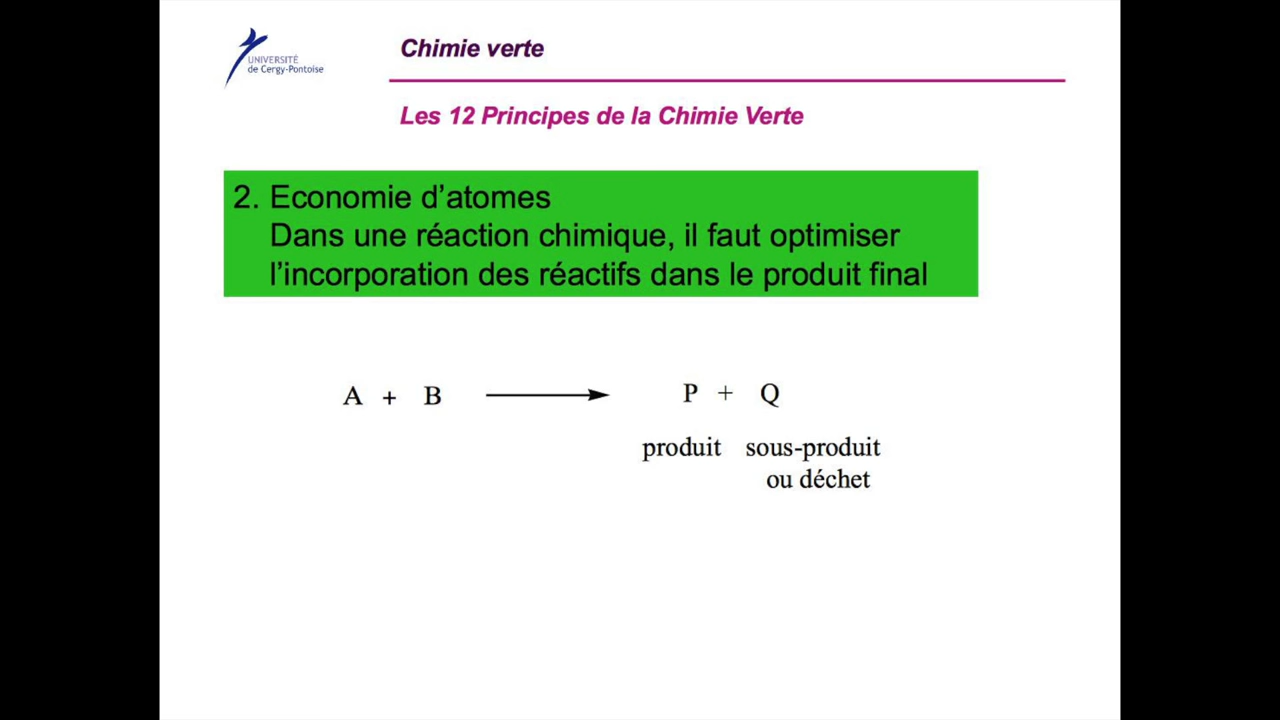 UNIVERSITÉ
de Cergy-Pontoise
Chimie verte
Les 12 Principes de la Chimie Verte
2. Economie d'atomes
Dans une réaction chimique, il faut optimiser
l'incorporation des réactifs dans le produit final
A + B ⟶ P + Q
produit sous-produit
ou déchet